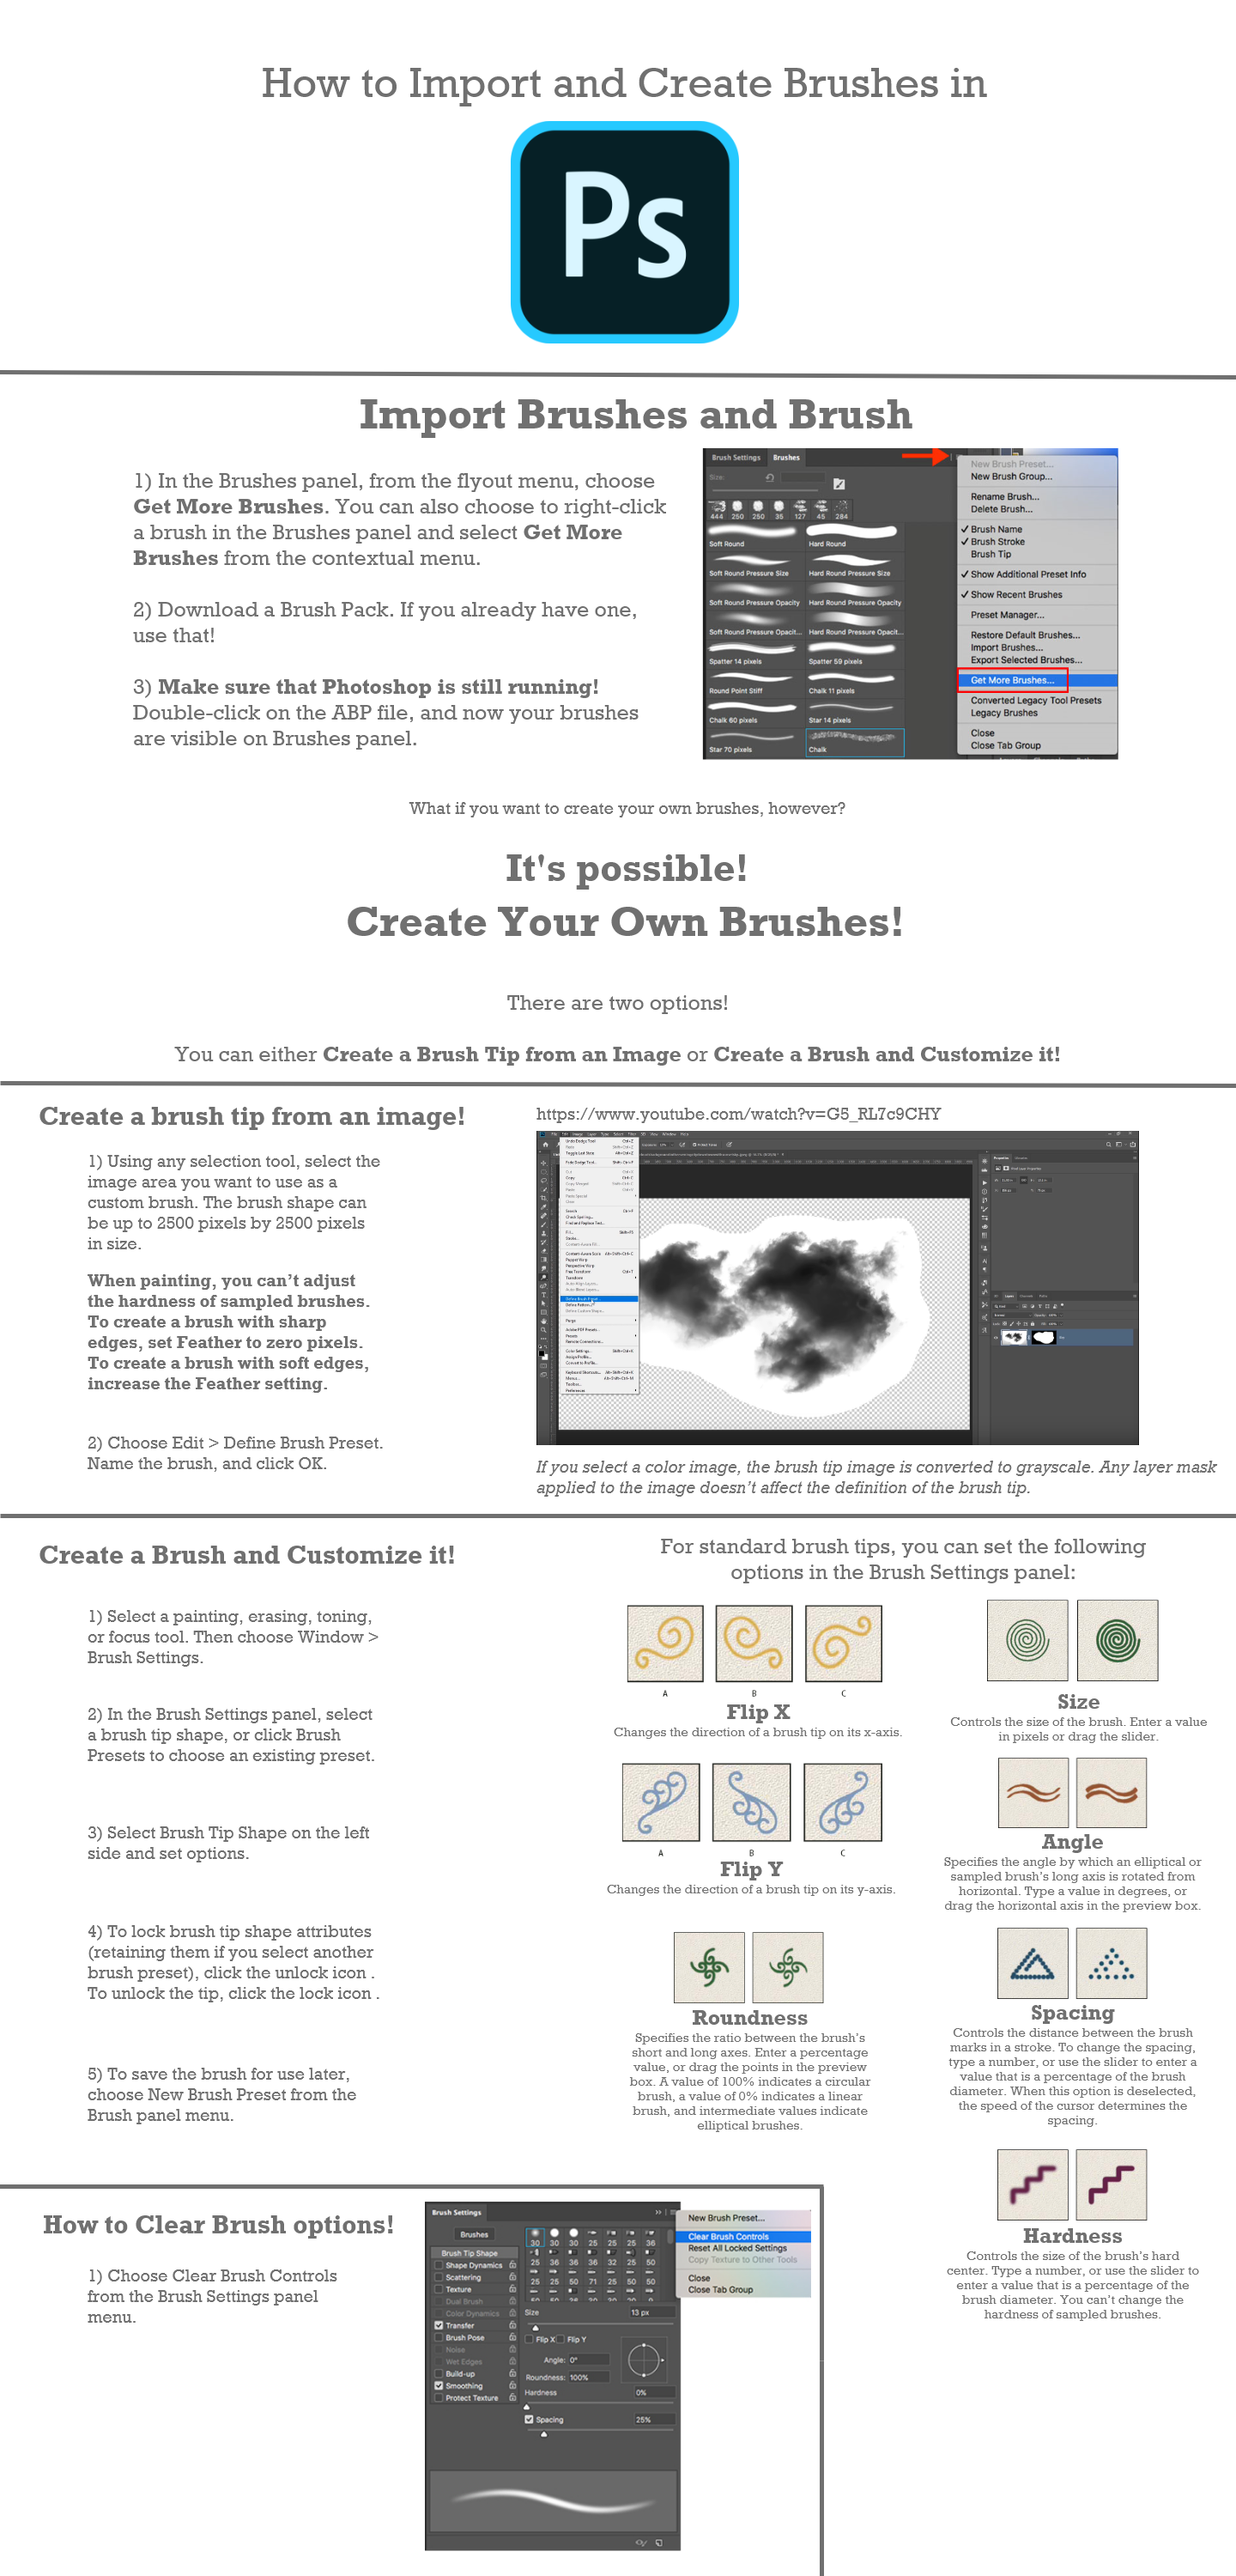 How to Import and Create Brushes in
Ps
Import Brushes and Brush
1) In the Brushes panel, from the flyout menu, choose
Get More Brushes. You can also choose to right-click
a brush in the Brushes panel and select Get More
Brushes from the contextual menu.
2) Download a Brush Pack. If you already have one,
use that!
3) Make sure that Photoshop is still running!
Double-click on the ABP file, and now your brushes
are visible on Brushes panel.
Brush Settings Brushes
Size:
444 250 250 35 127 45 284
Soft Round Hard Round
Soft Round Pressure Size Hard Round Pressure Size
Soft Round Pressure Opacity Hard Round Pressure Opacity
Soft Round Pressure Opacit... Hard Round Pressure Opacit...
Spatter 14 pixels Spatter 59 pixels
Round Point Stiff Chalk 11 pixels
Chalk 60 pixels Star 14 pixels
Star 70 pixels Chalk
New Brush Preset...
New Brush Group...
Rename Brush...
Delete Brush...
✓ Brush Name
✓ Brush Stroke
Brush Tip
✓ Show Additional Preset Info
✓ Show Recent Brushes
Preset Manager...
Restore Default Brushes...
Import Brushes...
Export Selected Brushes...
Get More Brushes...
Converted Legacy Tool Presets
Legacy Brushes
Close
Close Tab Group
What if you want to create your own brushes, however?
It's possible!
Create Your Own Brushes!
There are two options!
You can either Create a Brush Tip from an Image or Create a Brush and Customize it!
Create a brush tip from an image!
1) Using any selection tool, select the
image area you want to use as a
custom brush. The brush shape can
be up to 2500 pixels by 2500 pixels
in size.
When painting, you can't adjust
the hardness of sampled brushes.
To create a brush with sharp
edges, set Feather to zero pixels.
To create a brush with soft edges,
increase the Feather setting.
2) Choose Edit > Define Brush Preset.
Name the brush, and click OK.
https://www.youtube.com/watch?v=G5_RL7c9CHY
If you select a color image, the brush tip image is converted to grayscale. Any layer mask
applied to the image doesn't affect the definition of the brush tip.
Create a Brush and Customize it!
1) Select a painting, erasing, toning,
or focus tool. Then choose Window >
Brush Settings.
2) In the Brush Settings panel, select
a brush tip shape, or click Brush
Presets to choose an existing preset.
3) Select Brush Tip Shape on the left
side and set options.
4) To lock brush tip shape attributes
(retaining them if you select another
brush preset), click the unlock icon .
To unlock the tip, click the lock icon .
5) To save the brush for use later,
choose New Brush Preset from the
Brush panel menu.
For standard brush tips, you can set the following
options in the Brush Settings panel:
A B C
Flip X
Changes the direction of a brush tip on its x-axis.
A B C
Flip Y
Changes the direction of a brush tip on its y-axis.
Roundness
Specifies the ratio between the brush's
short and long axes. Enter a percentage
value, or drag the points in the preview
box. A value of 100% indicates a circular
brush, a value of 0% indicates a linear
brush, and intermediate values indicate
elliptical brushes.
Size
Controls the size of the brush. Enter a value
in pixels or drag the slider.
Angle
Specifies the angle by which an elliptical or
sampled brush's long axis is rotated from
horizontal. Type a value in degrees, or
drag the horizontal axis in the preview box.
Spacing
Controls the distance between the brush
marks in a stroke. To change the spacing,
type a number, or use the slider to enter a
value that is a percentage of the brush
diameter. When this option is deselected,
the speed of the cursor determines the
spacing.
Hardness
Controls the size of the brush's hard
center. Type a number, or use the slider to
enter a value that is a percentage of the
brush diameter. You can't change the
hardness of sampled brushes.
How to Clear Brush options!
1) Choose Clear Brush Controls
from the Brush Settings panel
menu.
Brush Settings
Brushes
Brush Tip Shape
Shape Dynamics
Scattering
Texture
Dual Brush
Color Dynamics
Transfer
Brush Pose
Noise
Wet Edges
Build-up
Smoothing
Protect Texture
30 30 30 25 25 25 36
25 36 36 36 32 25 50
25 25 50 71 25 50 50
Size 13 px
Flip X Flip Y
Angle: 0°
Roundness: 100%
Hardness 0%
Spacing 25%
New Brush Preset...
Clear Brush Controls
Reset All Locked Settings
Copy Texture to Other Tools
Close
Close Tab Group